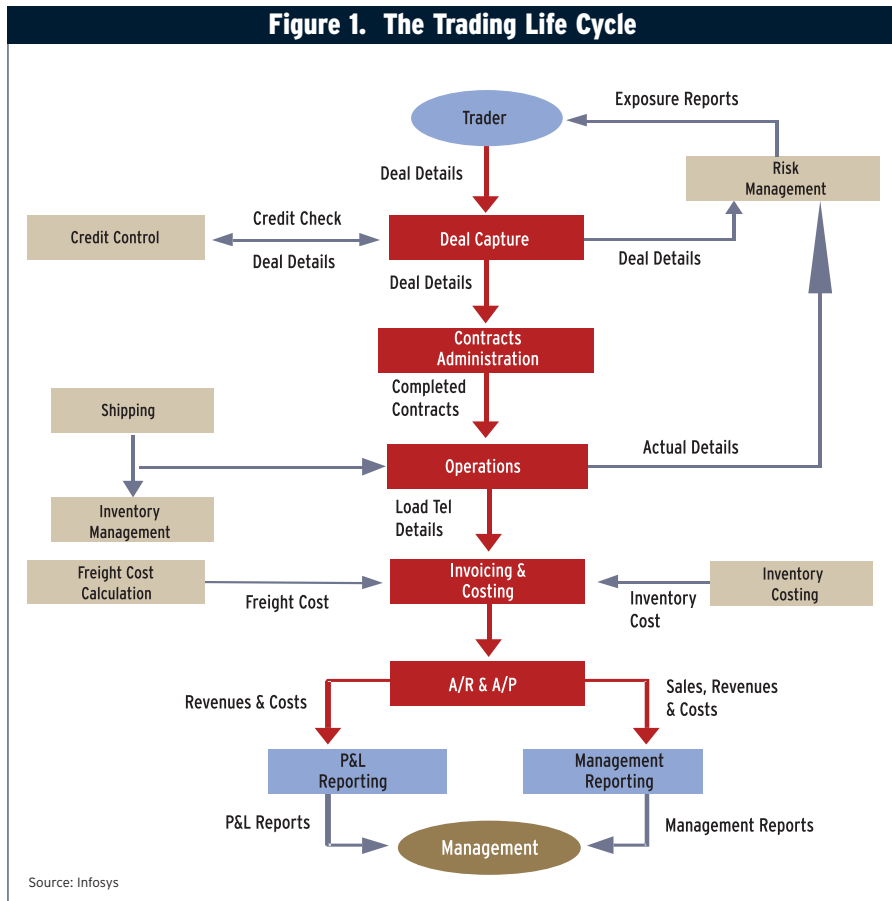 Figure 1. The Trading Life Cycle
Exposure Reports
Trader
Deal Details
Risk
Management
Credit Check
Credit Control
Deal Capture
Deal Details
Deal Details
Deal Details
Contracts
Administration
Completed
Contracts
Shipping
Actual Details
Operations
Load Tel
Details
Inventory
Management
Freight Cost
Calculation
Invoicing &
Costing
Inventory
Costing
Freight Cost
Inventory
Cost
A/R & A/P
Revenues & Costs
Sales, Revenues
& Costs
P&L
Reporting
Management
Reporting
P&L Reports
Management Reports
Management
Source: Infosys